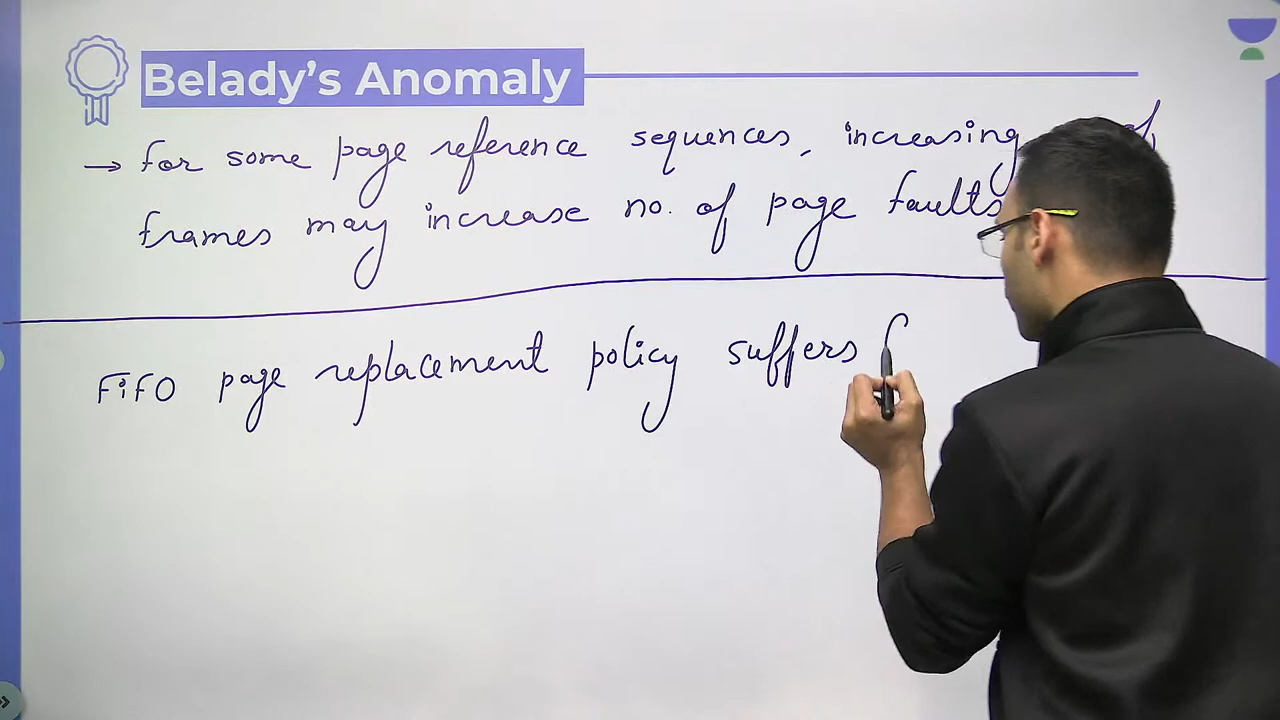 Belady's Anomaly
→ for some page reference sequences, increasing of
frames may increase no. of page faults
FIFO page replacement policy suffers f